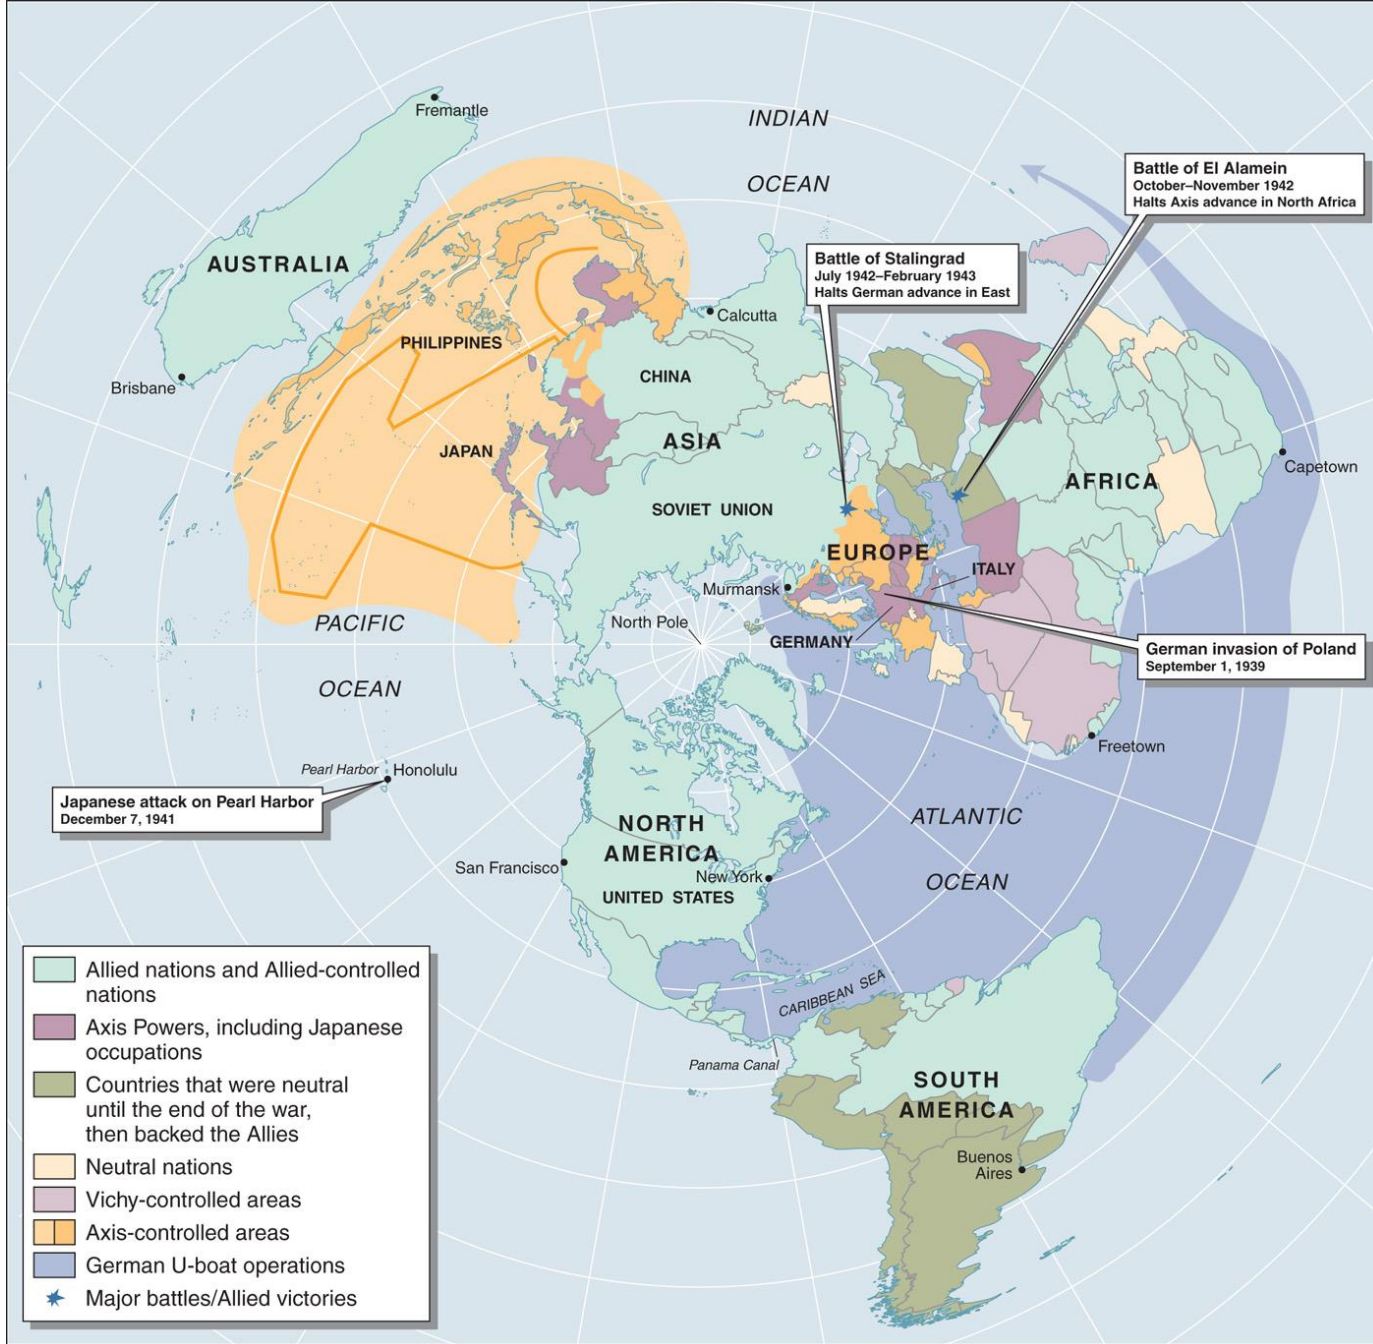 Fremantle
INDIAN
OCEAN
Battle of El Alamein
October–November 1942
Halts Axis advance in North Africa
AUSTRALIA
Battle of Stalingrad
July 1942–February 1943
Halts German advance in East
Calcutta
PHILIPPINES
CHINA
Brisbane
JAPAN
ASIA
Capetown
AFRICA
SOVIET UNION
EUROPE
ITALY
Murmansk
North Pole
PACIFIC
GERMANY
German invasion of Poland
September 1, 1939
OCEAN
Freetown
Pearl Harbor
Honolulu
Japanese attack on Pearl Harbor
December 7, 1941
ATLANTIC
OCEAN
NORTH
AMERICA
San Francisco
New York
UNITED STATES
CARIBBEAN SEA
Panama Canal
SOUTH
AMERICA
Buenos
Aires
Allied nations and Allied-controlled
nations
Axis Powers, including Japanese
occupations
Countries that were neutral
until the end of the war,
then backed the Allies
Neutral nations
Vichy-controlled areas
Axis-controlled areas
German U-boat operations
Major battles/Allied victories